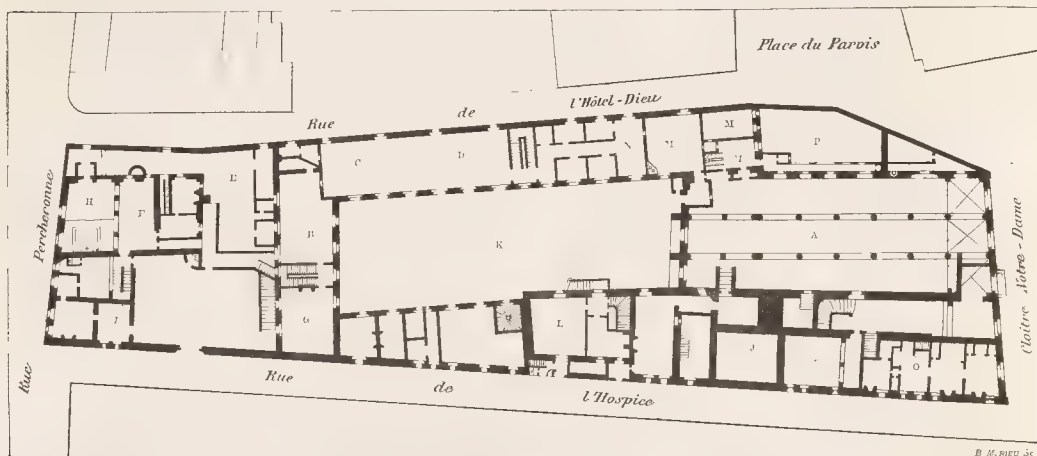 Place du Parvis
Rue de l'Hôtel-Dieu
C
D
N
M
M
M
P
E
H
F
B
K
A
I
G
L
J
O
Rue Percheronne
Cloître Notre-Dame
Rue de l'Hospice